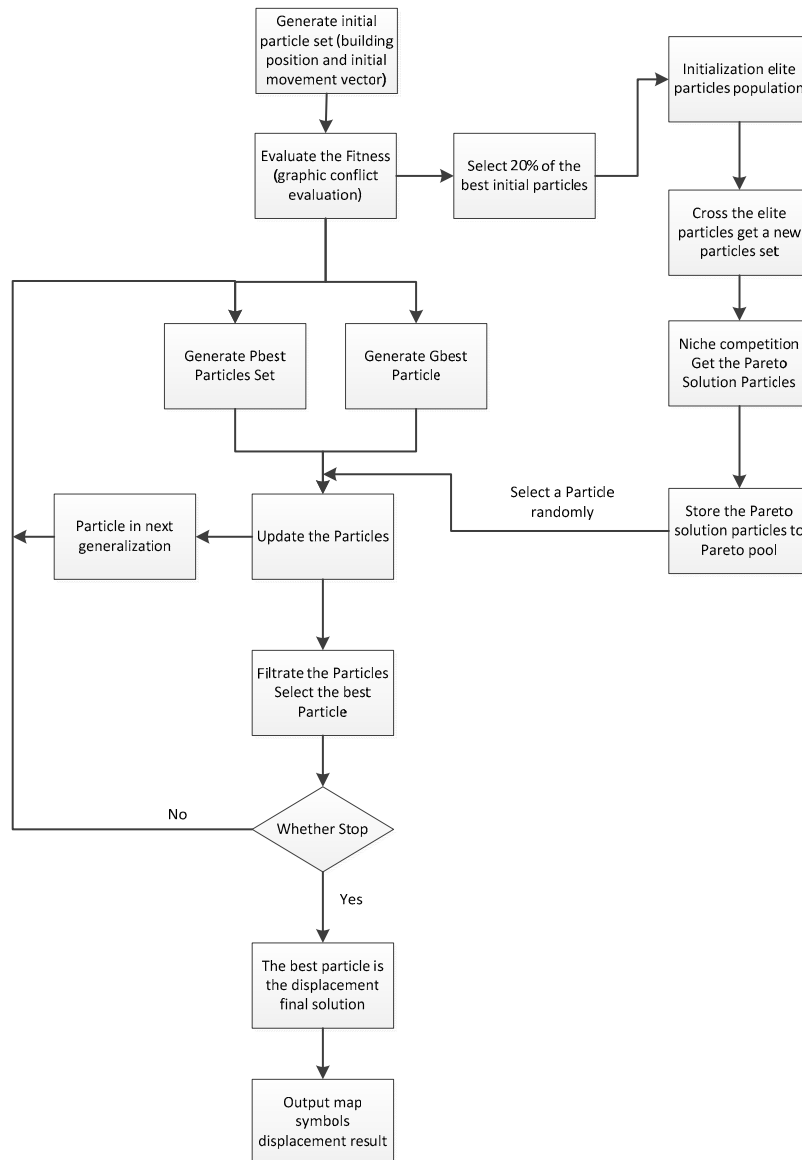 Generate initial
particle set (building
position and initial
movement vector)
Initialization elite
particles population
Evaluate the Fitness
(graphic conflict
evaluation)
Select 20% of the
best initial particles
Cross the elite
particles get a new
particles set
Generate Pbest
Particles Set
Generate Gbest
Particle
Niche competition
Get the Pareto
Solution Particles
Particle in next
generalization
Update the Particles
Select a Particle
randomly
Store the Pareto
solution particles to
Pareto pool
Filtrate the Particles
Select the best
Particle
No
Whether Stop
Yes
The best particle is
the displacement
final solution
Output map
symbols
displacement result